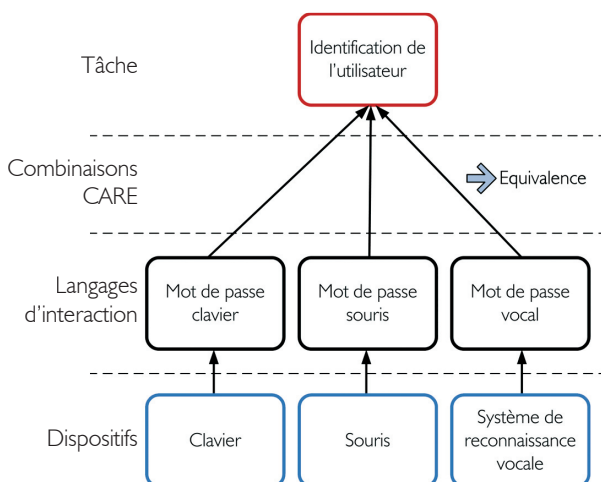 Tâche
Identification de
l'utilisateur
Combinaisons
CARE
Equivalence
Langages
d'interaction
Mot de passe
clavier
Mot de passe
souris
Mot de passe
vocal
Dispositifs
Clavier
Souris
Système de
reconnaissance
vocale